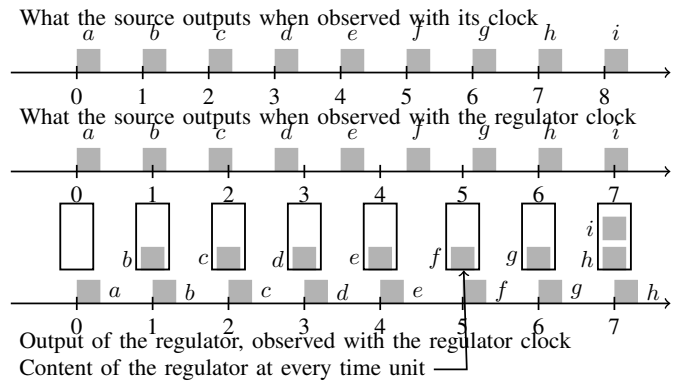 What the source outputs when observed with its clock
a b c d e f g h i
0 1 2 3 4 5 6 7 8
What the source outputs when observed with the regulator clock
a b c d e f g h i
0 1 2 3 4 5 6 7
i
b c d e f g h
a b c d e f g h
0 1 2 3 4 5 6 7
Output of the regulator, observed with the regulator clock
Content of the regulator at every time unit